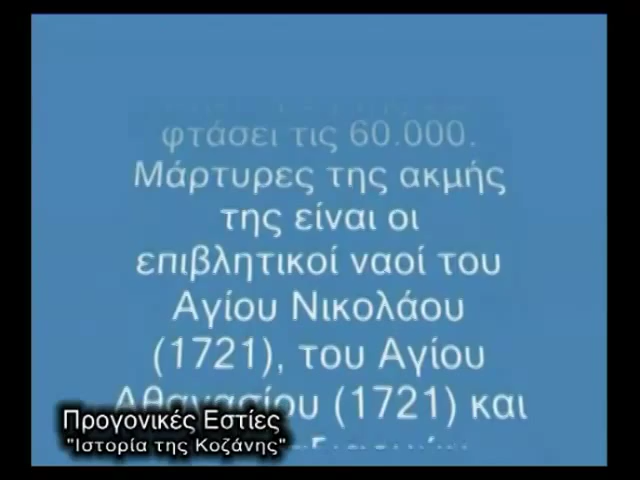 φτάσει τις 60.000.
Μάρτυρες της ακμής
της είναι οι
επιβλητικοί ναοί του
Αγίου Νικολάου
(1721), του Αγίου
Αθανασίου (1721) και
Προγονικές Εστίες
"Ιστορία της Κοζάνης"